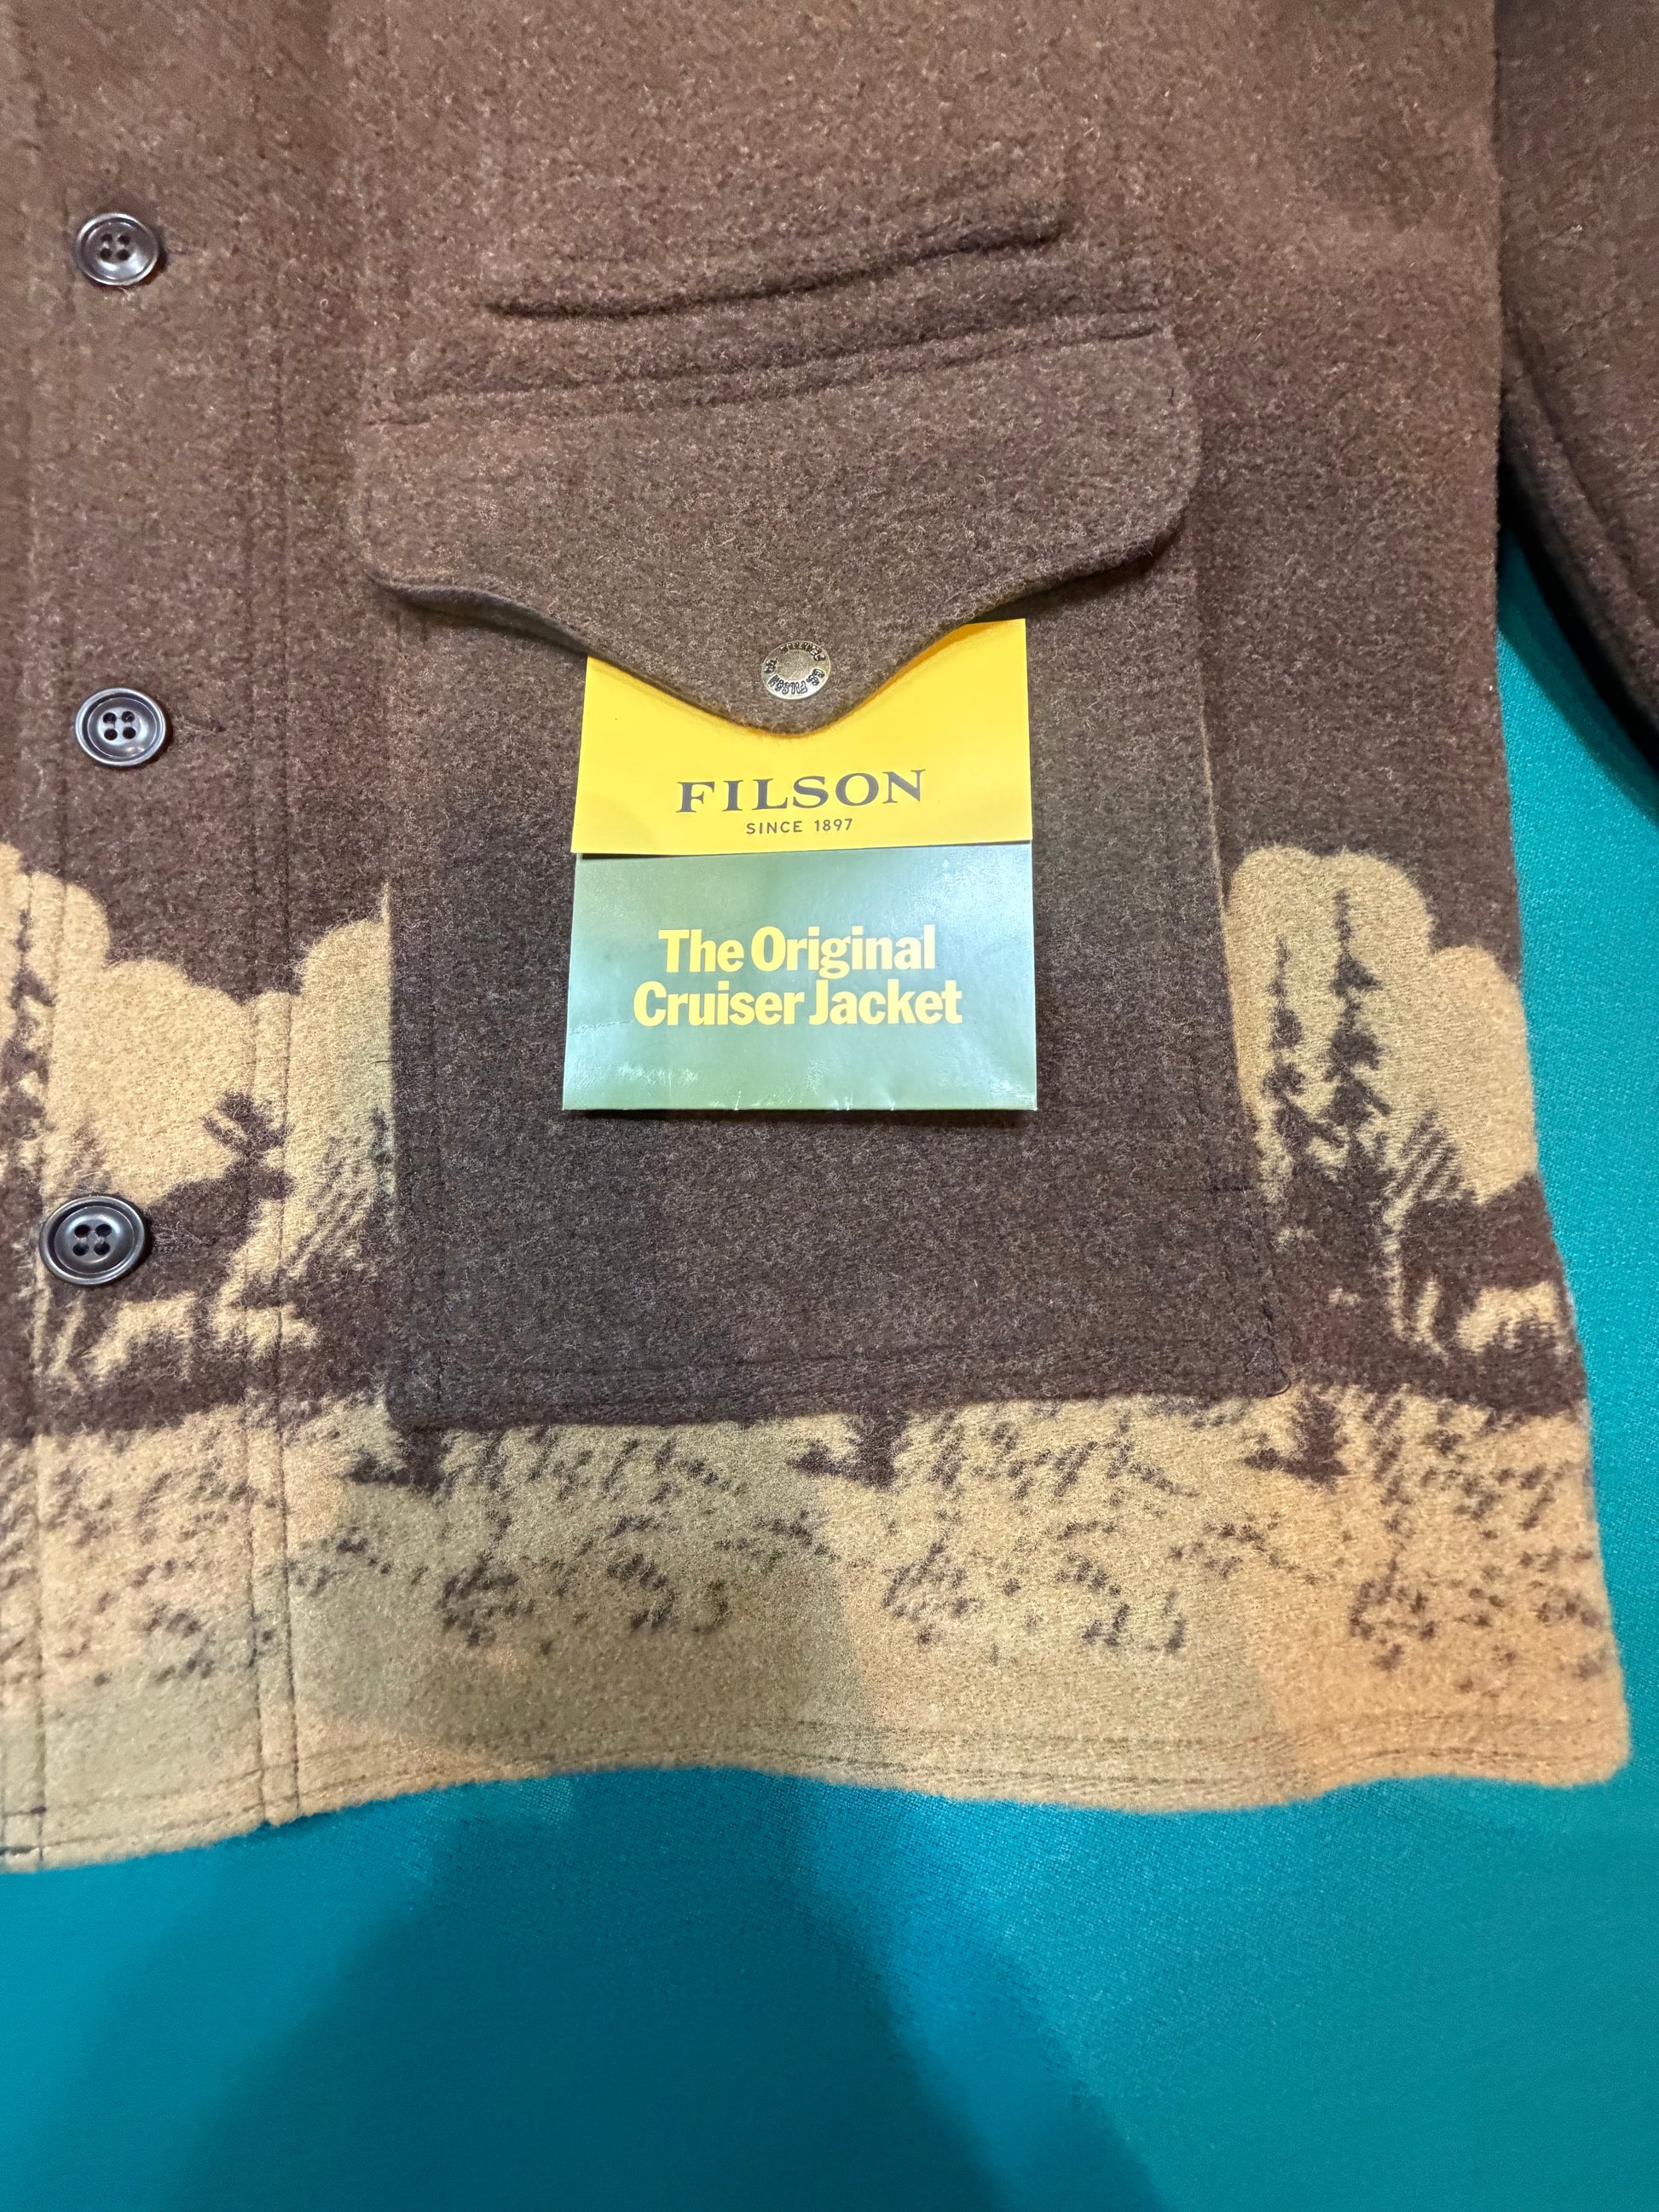 FILSON
SINCE 1897
The Original
Cruiser Jacket